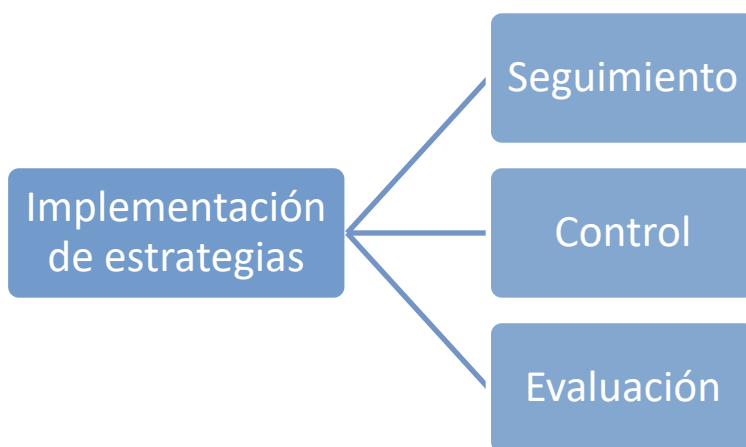 Implementación
de estrategias
Seguimiento
Control
Evaluación